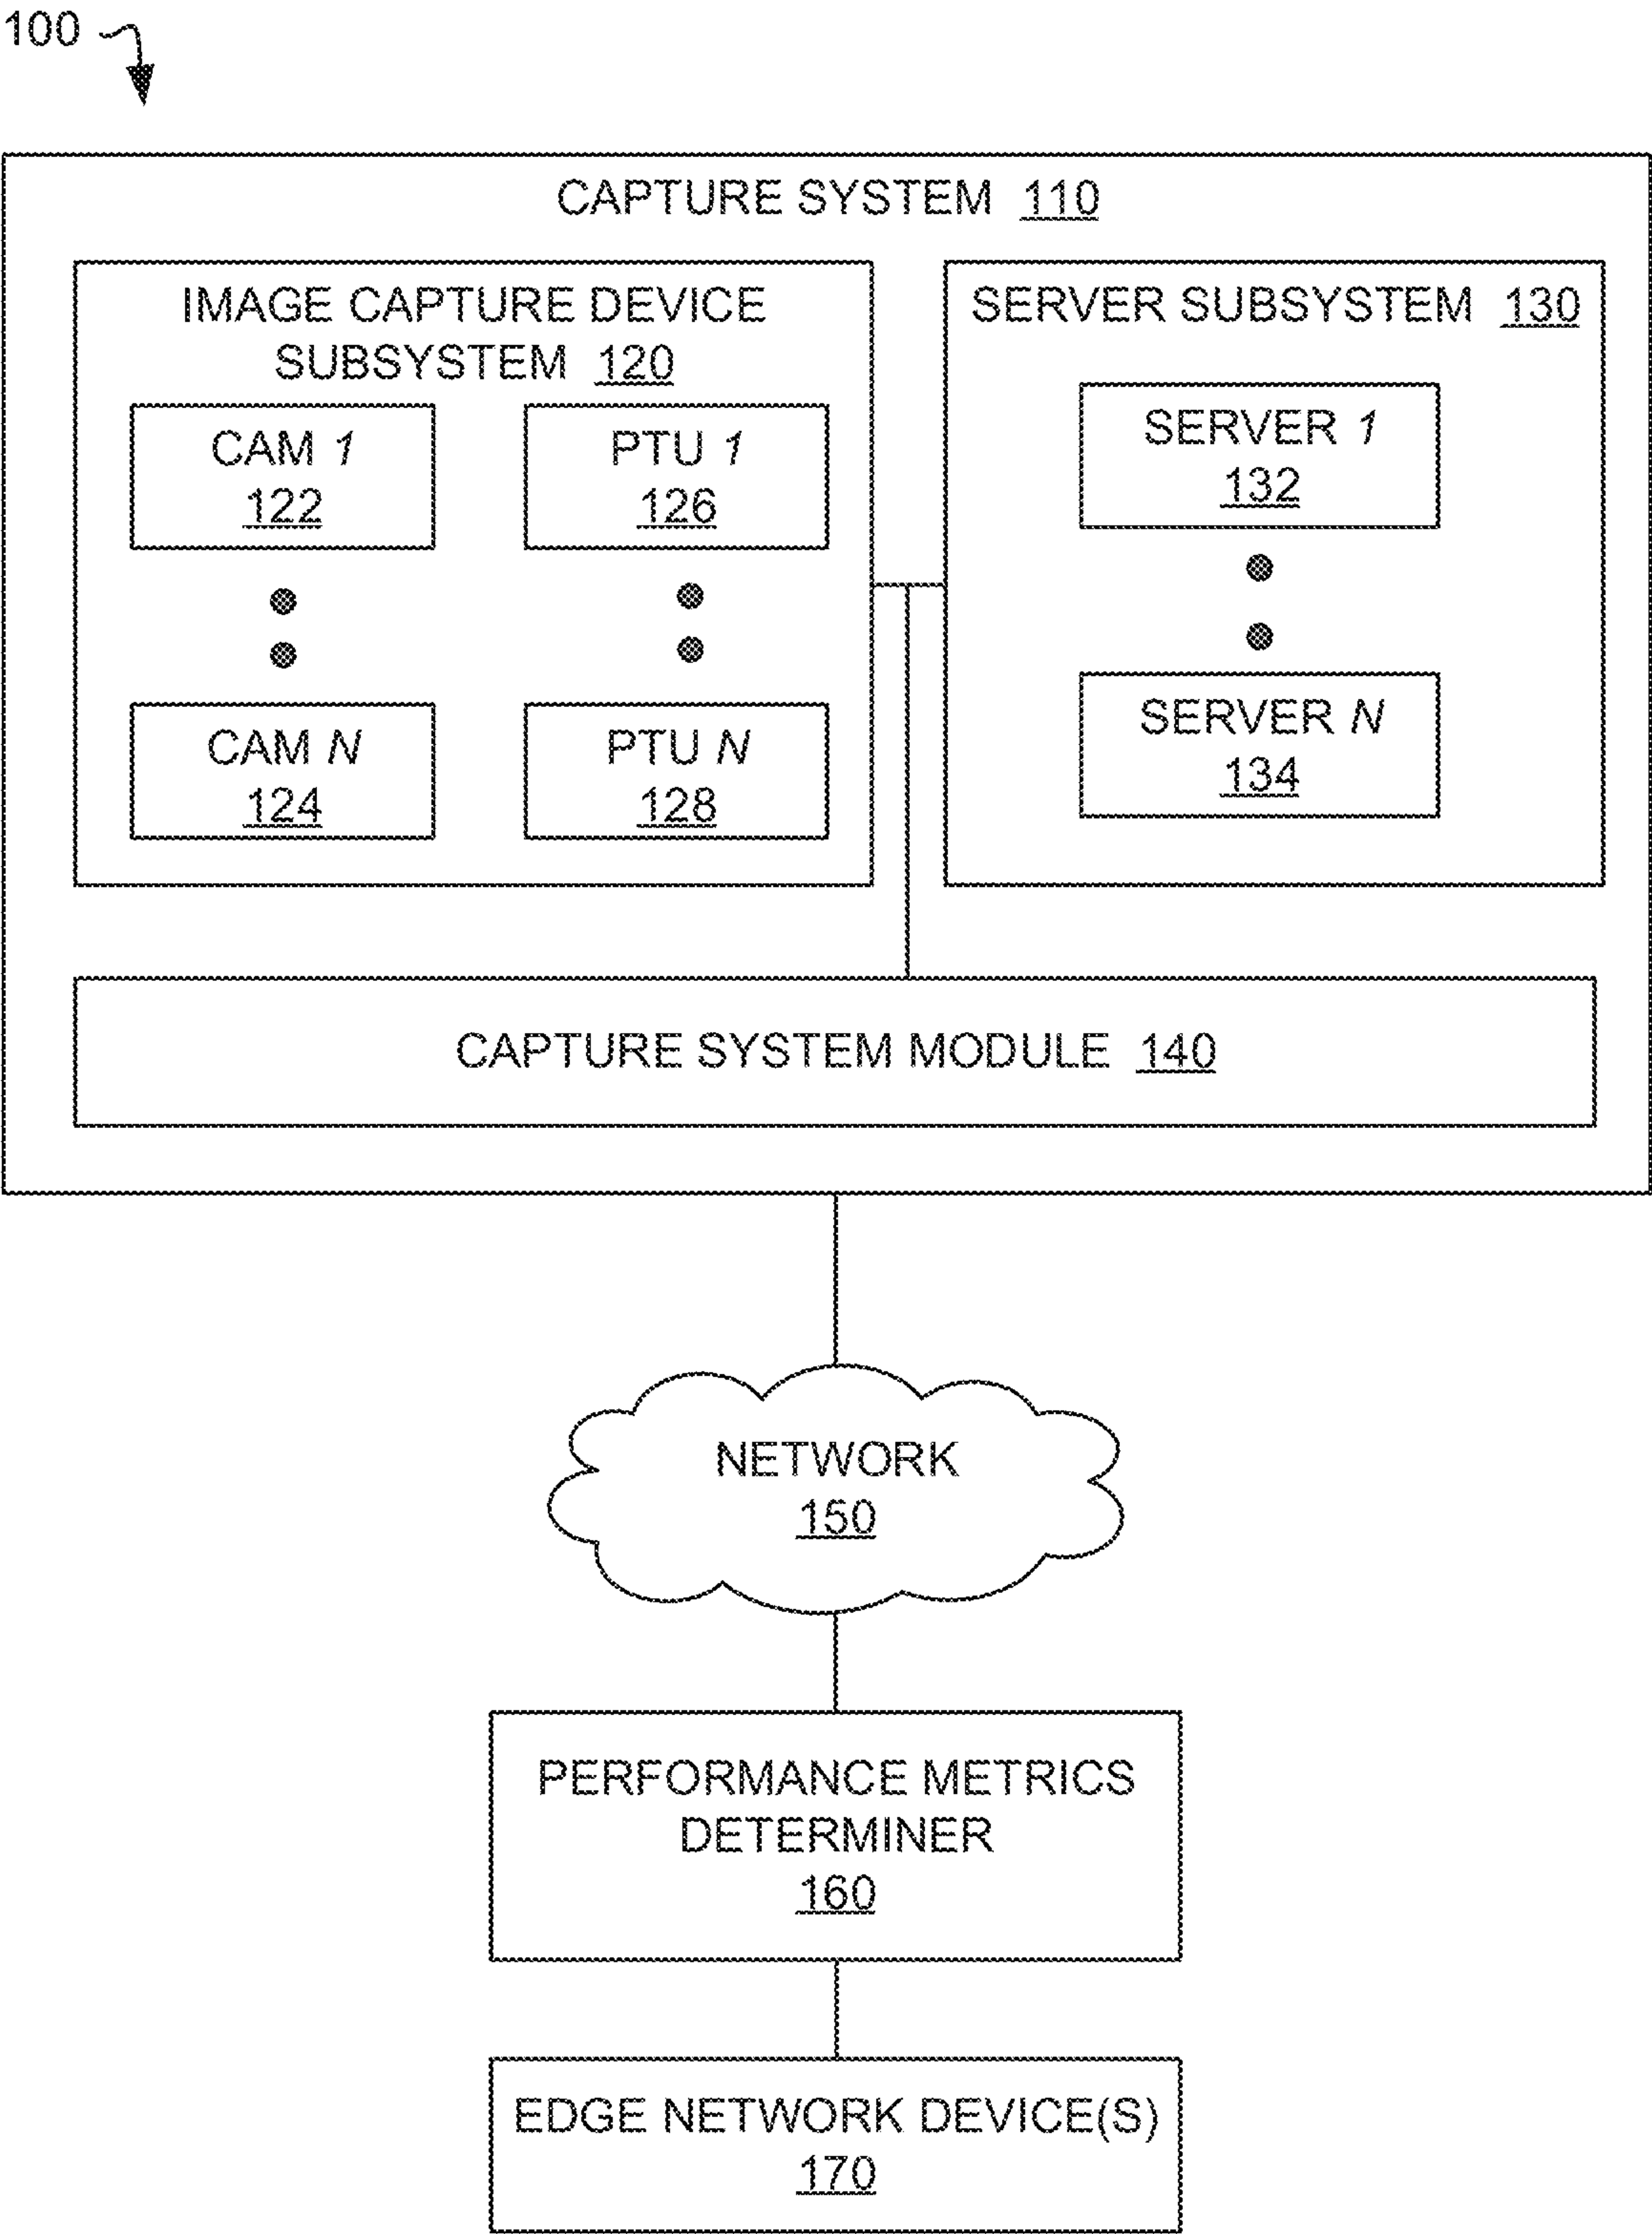 100
CAPTURE SYSTEM 110
IMAGE CAPTURE DEVICE
SUBSYSTEM 120
CAM 1
122
PTU 1
126
CAM N
124
PTU N
128
SERVER SUBSYSTEM 130
SERVER 1
132
SERVER N
134
CAPTURE SYSTEM MODULE 140
NETWORK
150
PERFORMANCE METRICS
DETERMINER
160
EDGE NETWORK DEVICE(S)
170